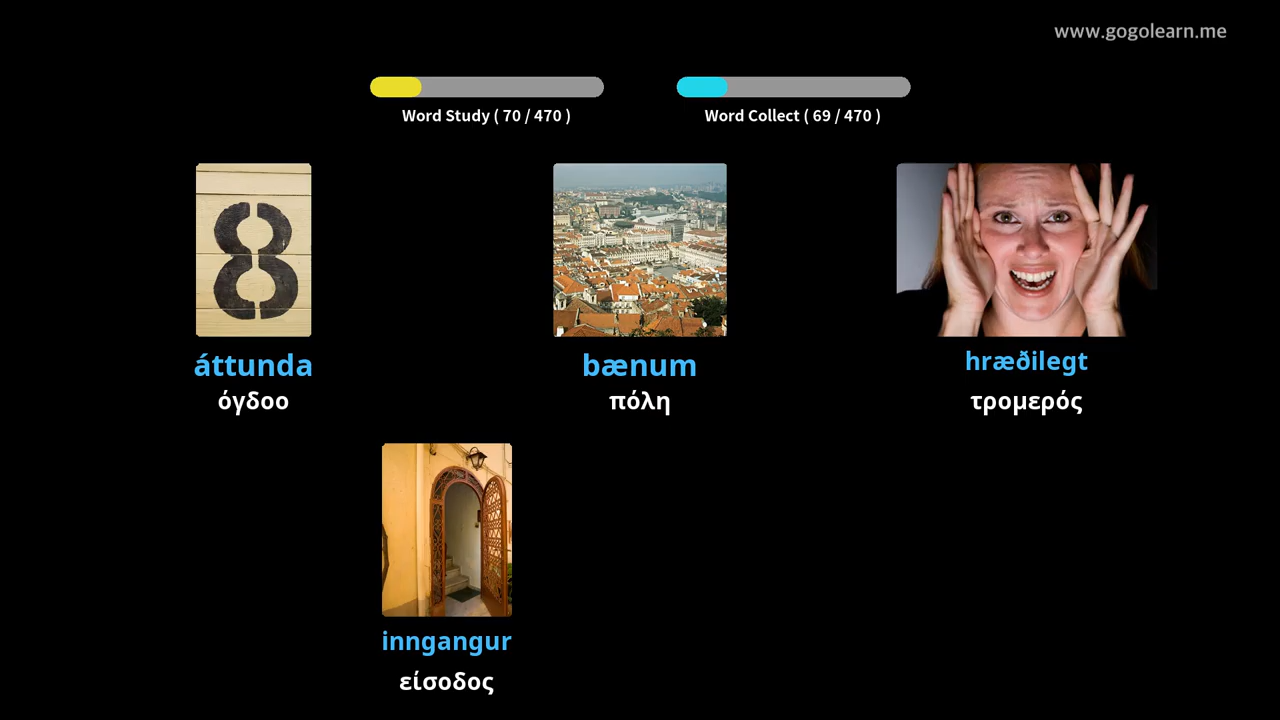 www.gogolearn.me
Word Study ( 70 / 470 )
Word Collect ( 69 / 470 )
8
áttunda
όγδοο
bænum
πόλη
hræðilegt
τρομερός
inngangur
είσοδος